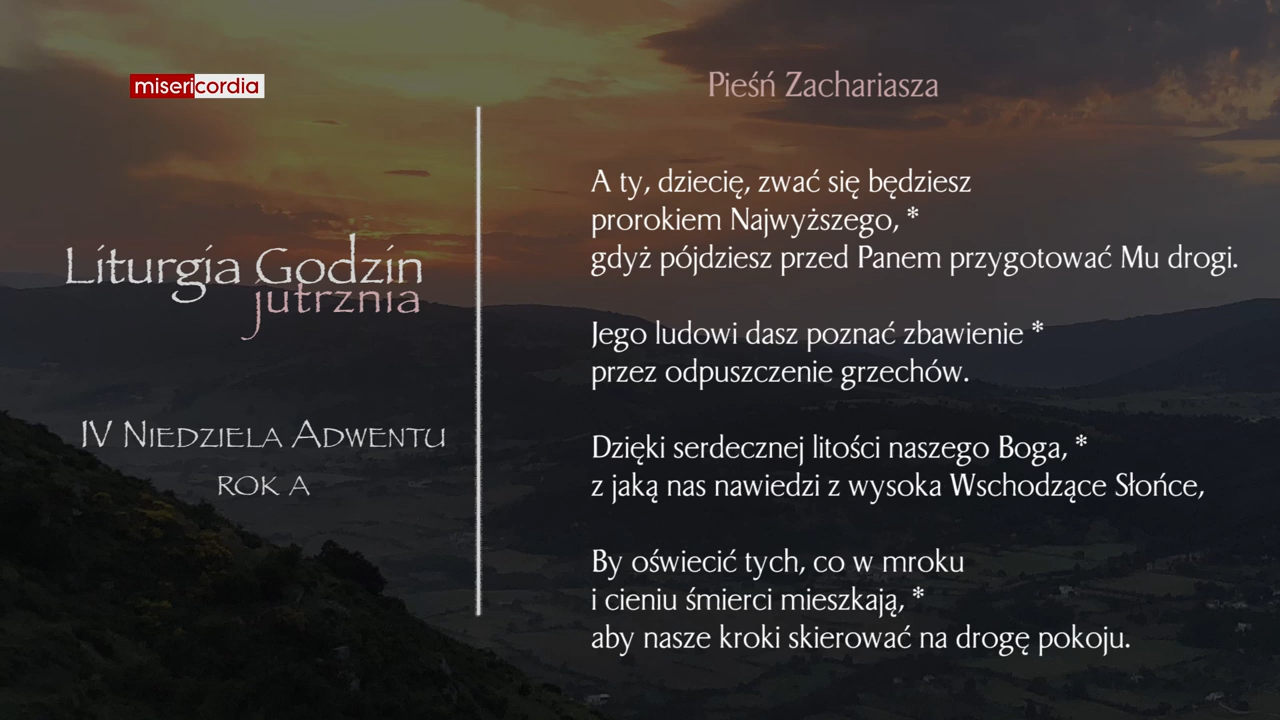 misericordia
Liturgia Godzin
jutrznia
IV Niedziela Adwentu
rok A
Pieśń Zachariasza
A ty, dziecię, zwać się będziesz
prorokiem Najwyższego, *
gdyż pójdziesz przed Panem przygotować Mu drogi.
Jego ludowi dasz poznać zbawienie *
przez odpuszczenie grzechów.
Dzięki serdecznej litości naszego Boga, *
z jaką nas nawiedzi z wysoka Wschodzące Słońce,
By oświecić tych, co w mroku
i cieniu śmierci mieszkają, *
aby nasze kroki skierować na drogę pokoju.